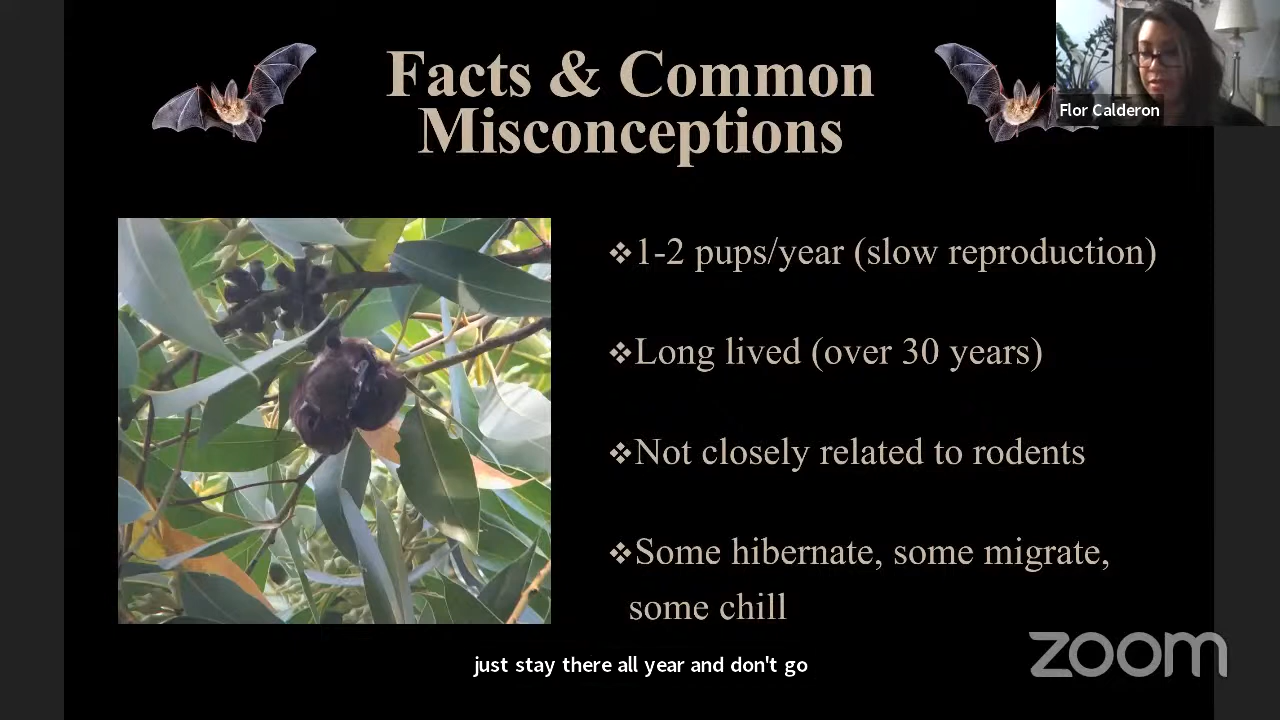 Facts & Common
Misconceptions
Flor Calderon
❖1-2 pups/year (slow reproduction)
❖Long lived (over 30 years)
❖Not closely related to rodents
❖Some hibernate, some migrate,
some chill
just stay there all year and don't go
zoom